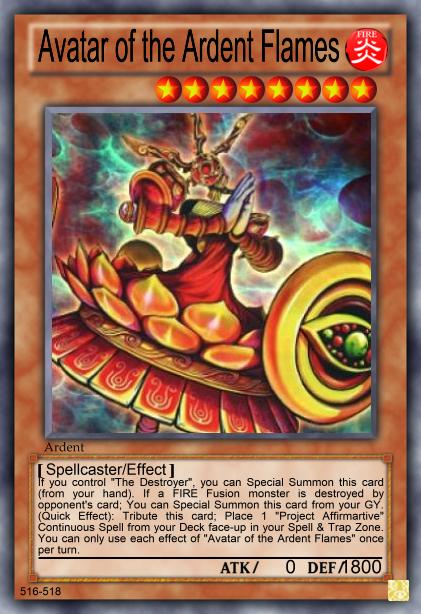 Avatar of the Ardent Flames
FIRE
炎
Ardent
[ Spellcaster/Effect ]
If you control "The Destroyer", you can Special Summon this card
(from your hand). If a FIRE Fusion monster is destroyed by
opponent's card; You can Special Summon this card from your GY.
(Quick Effect): Tribute this card; Place 1 "Project Affirmartive"
Continuous Spell from your Deck face-up in your Spell & Trap Zone.
You can only use each effect of "Avatar of the Ardent Flames" once
per turn.
ATK/ 0 DEF/1800
516-518